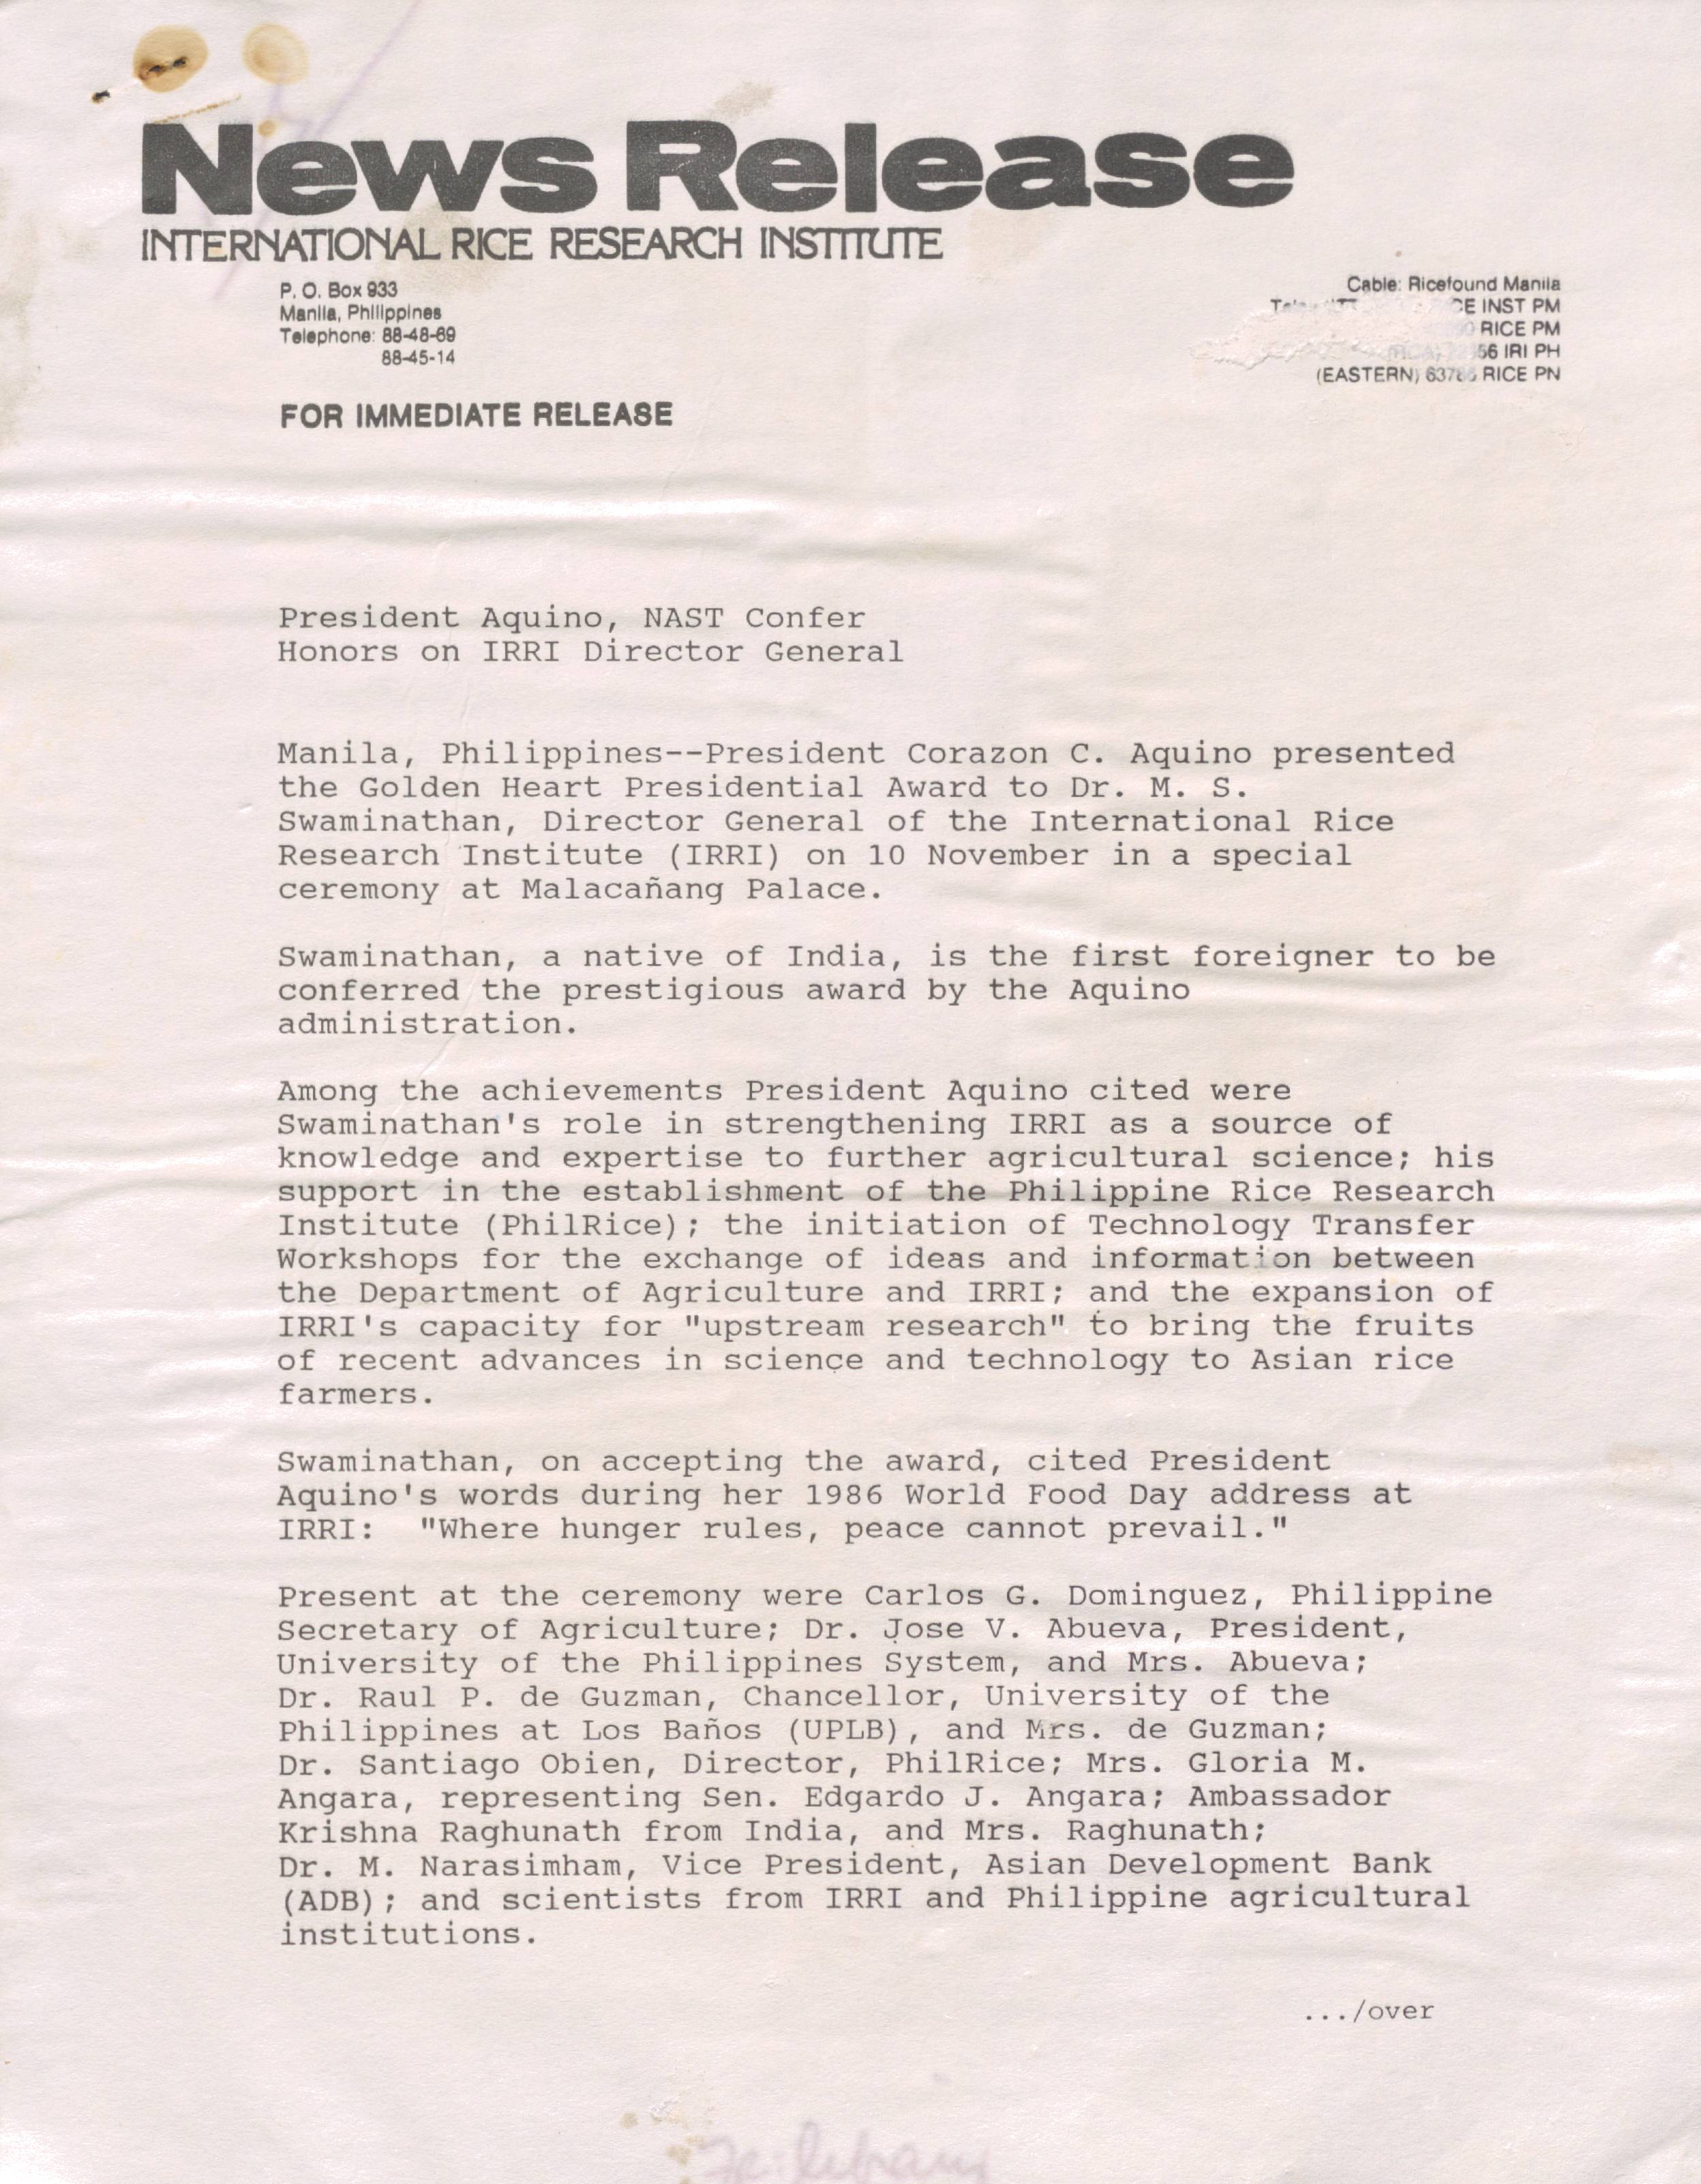 News Release
INTERNATIONAL RICE RESEARCH INSTITUTE
P. O. Box 933
Manila, Philippines
Telephone: 88-48-69
88-45-14
Cable: Ricefound Manila
CE INST PM
RICE PM
56 IRI PH
(EASTERN) RICE PN
FOR IMMEDIATE RELEASE
President Aquino, NAST Confer
Honors on IRRI Director General
Manila, Philippines--President Corazon C. Aquino presented
the Golden Heart Presidential Award to Dr. M. S.
Swaminathan, Director General of the International Rice
Research Institute (IRRI) on 10 November in a special
ceremony at Malacañang Palace.
Swaminathan, a native of India, is the first foreigner to be
conferred the prestigious award by the Aquino
administration.
Among the achievements President Aquino cited were
Swaminathan's role in strengthening IRRI as a source of
knowledge and expertise to further agricultural science; his
support in the establishment of the Philippine Rice Research
Institute (PhilRice); the initiation of Technology Transfer
Workshops for the exchange of ideas and information between
the Department of Agriculture and IRRI; and the expansion of
IRRI's capacity for "upstream research" to bring the fruits
of recent advances in science and technology to Asian rice
farmers.
Swaminathan, on accepting the award, cited President
Aquino's words during her 1986 World Food Day address at
IRRI:  "Where hunger rules, peace cannot prevail."
Present at the ceremony were Carlos G. Dominguez, Philippine
Secretary of Agriculture; Dr. Jose V. Abueva, President,
University of the Philippines System, and Mrs. Abueva;
Dr. Raul P. de Guzman, Chancellor, University of the
Philippines at Los Baños (UPLB), and Mrs. de Guzman;
Dr. Santiago Obien, Director, PhilRice; Mrs. Gloria M.
Angara, representing Sen. Edgardo J. Angara; Ambassador
Krishna Raghunath from India, and Mrs. Raghunath;
Dr. M. Narasimham, Vice President, Asian Development Bank
(ADB); and scientists from IRRI and Philippine agricultural
institutions.
.../over